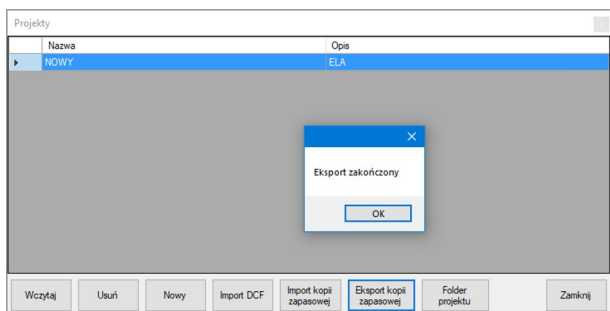 Projekty
Nazwa Opis
NOWY ELA
Eksport zakończony
OK
Wczytaj Usuń Nowy Import DCF Import kopii zapasowej Eksport kopii zapasowej Folder projektu Zamknij